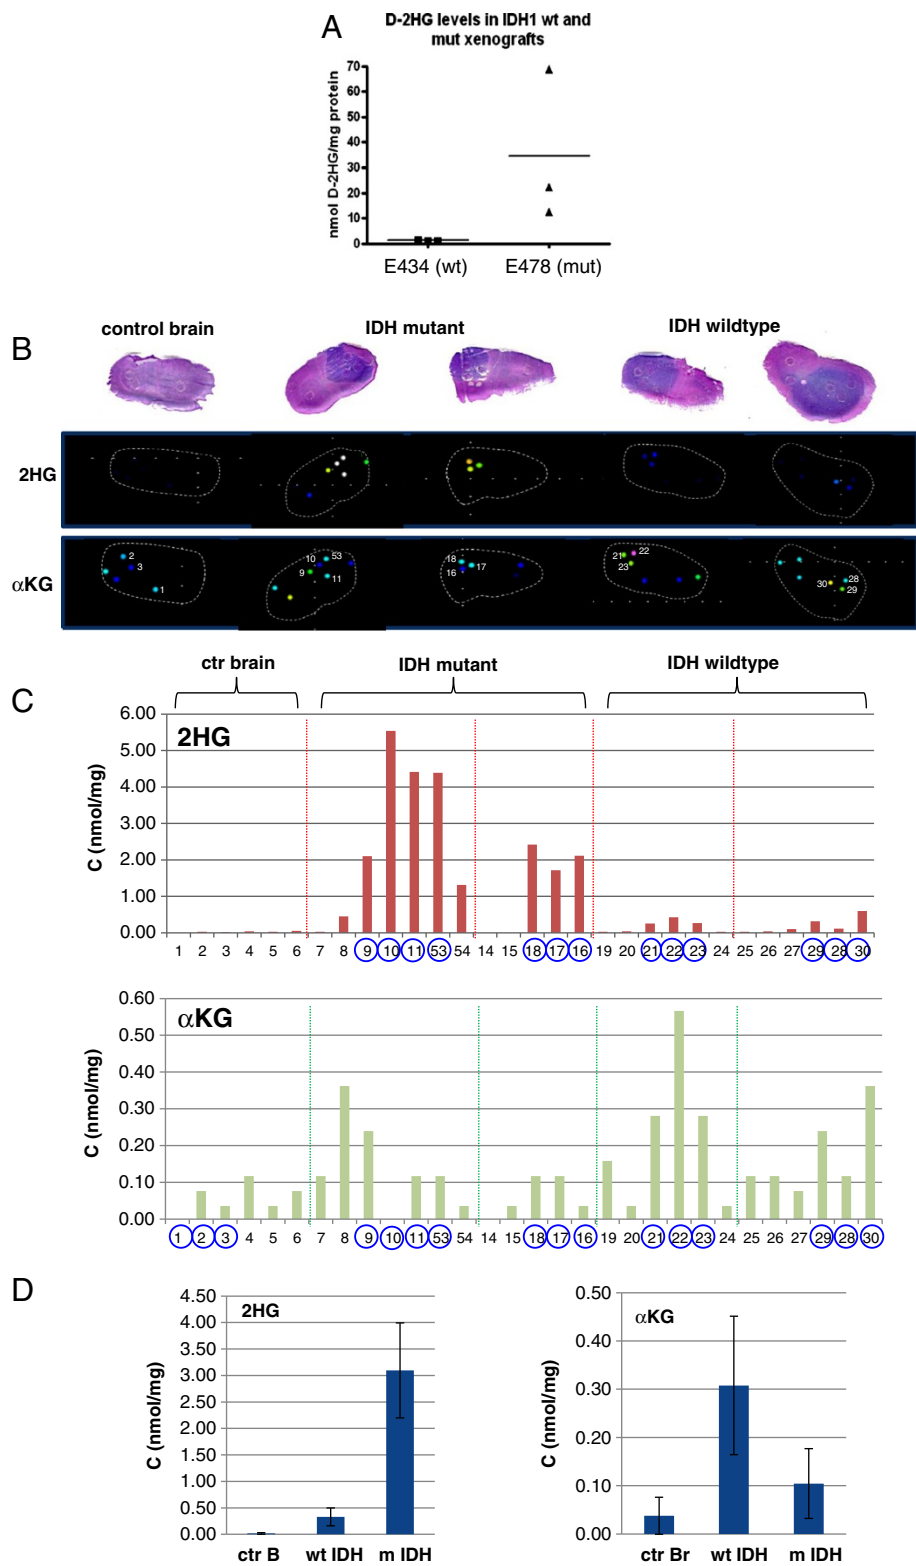 A
D-2HG levels in IDH1 wt and
mut xenografts
nmol D-2HG/mg protein
70
60
50
40
30
20
10
0
E434 (wt) E478 (mut)
B
control brain IDH mutant IDH wildtype
2HG
αKG
2 3 1
10 53 9 11
18 17 16
21 22 23
30 28 29
C
ctr brain IDH mutant IDH wildtype
2HG
C (nmol/mg)
6.00
5.00
4.00
3.00
2.00
1.00
0.00
1 2 3 4 5 6 7 8 9 10 11 53 54 14 15 18 17 16 19 20 21 22 23 24 25 26 27 29 28 30
αKG
C (nmol/mg)
0.60
0.50
0.40
0.30
0.20
0.10
0.00
1 2 3 4 5 6 7 8 9 10 11 53 54 14 15 18 17 16 19 20 21 22 23 24 25 26 27 29 28 30
D
2HG
C (nmol/mg)
4.50
4.00
3.50
3.00
2.50
2.00
1.50
1.00
0.50
0.00
ctr B wt IDH m IDH
αKG
C (nmol/mg)
0.50
0.40
0.30
0.20
0.10
0.00
ctr Br wt IDH m IDH